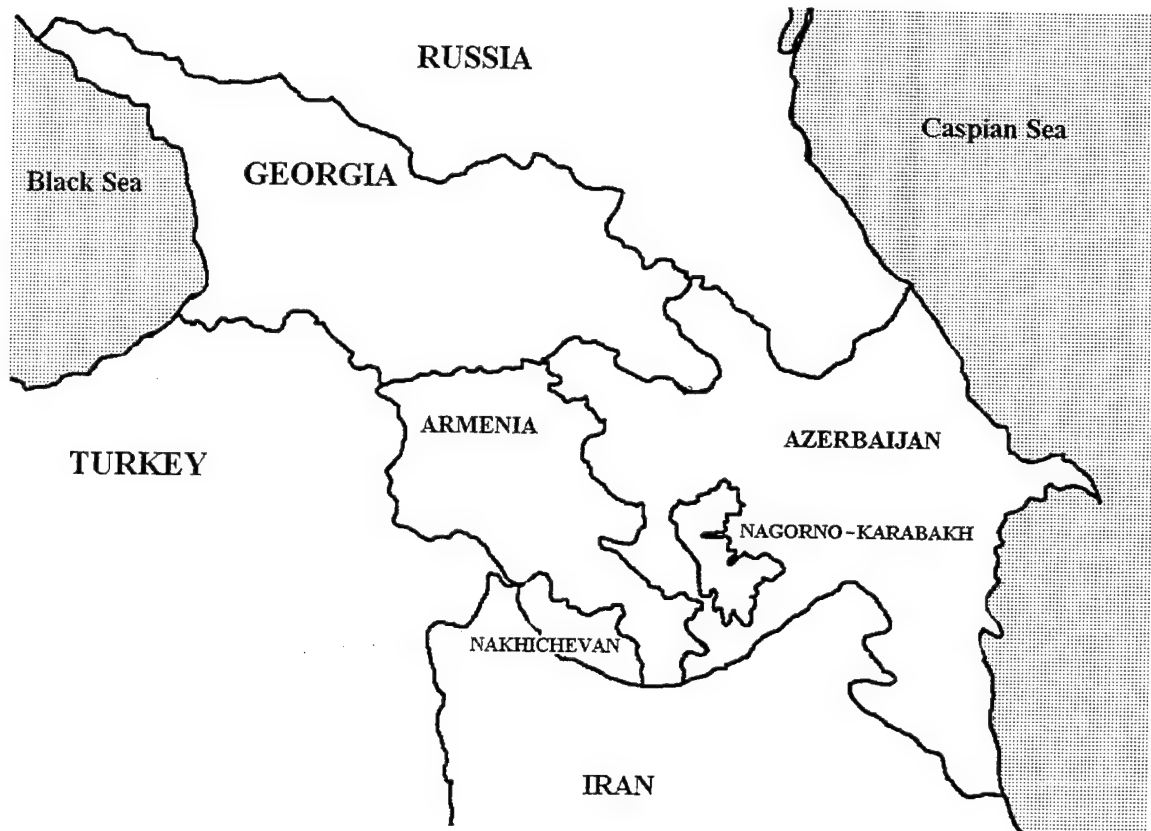 RUSSIA
Caspian Sea
GEORGIA
Black Sea
ARMENIA
AZERBAIJAN
TURKEY
NAGORNO-KARABAKH
NAKHICHEVAN
IRAN